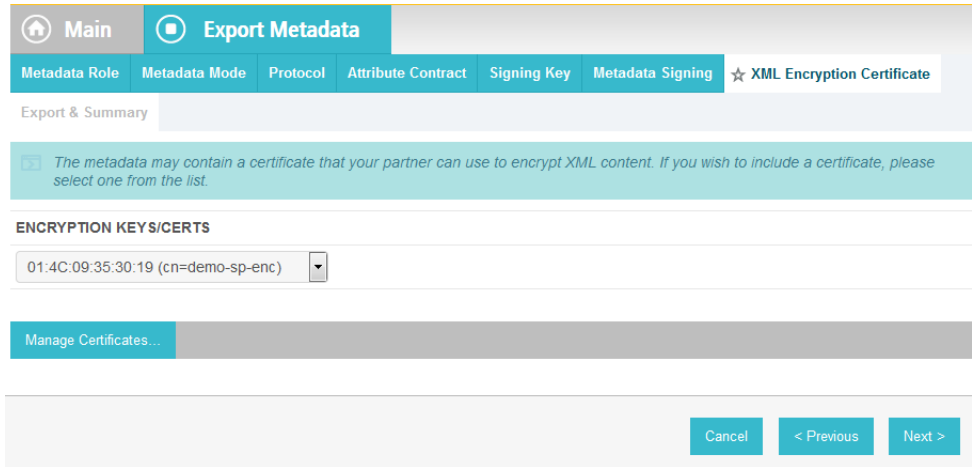 Main Export Metadata
Metadata Role Metadata Mode Protocol Attribute Contract Signing Key Metadata Signing XML Encryption Certificate
Export & Summary
The metadata may contain a certificate that your partner can use to encrypt XML content. If you wish to include a certificate, please
select one from the list.
ENCRYPTION KEYS/CERTS
01:4C:09:35:30:19 (cn=demo-sp-enc)
Manage Certificates...
Cancel < Previous Next >